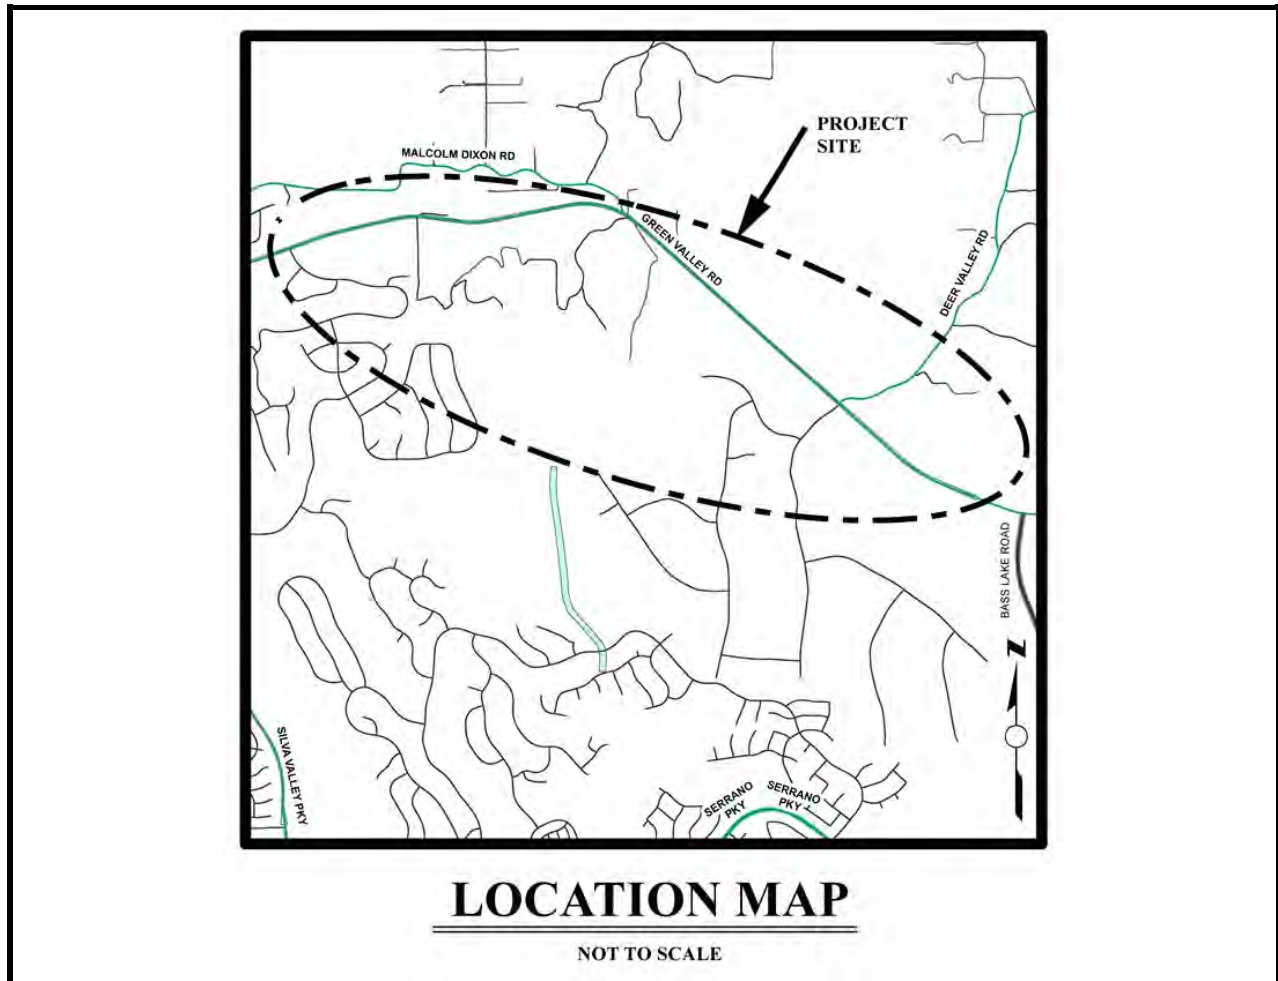 PROJECT
SITE
MALCOLM DIXON RD
GREEN VALLEY RD
DEER VALLEY RD
BASS LAKE ROAD
N
SILVA VALLEY PKY
SERRANO
PKY
SERRANO
PKY
LOCATION MAP
NOT TO SCALE